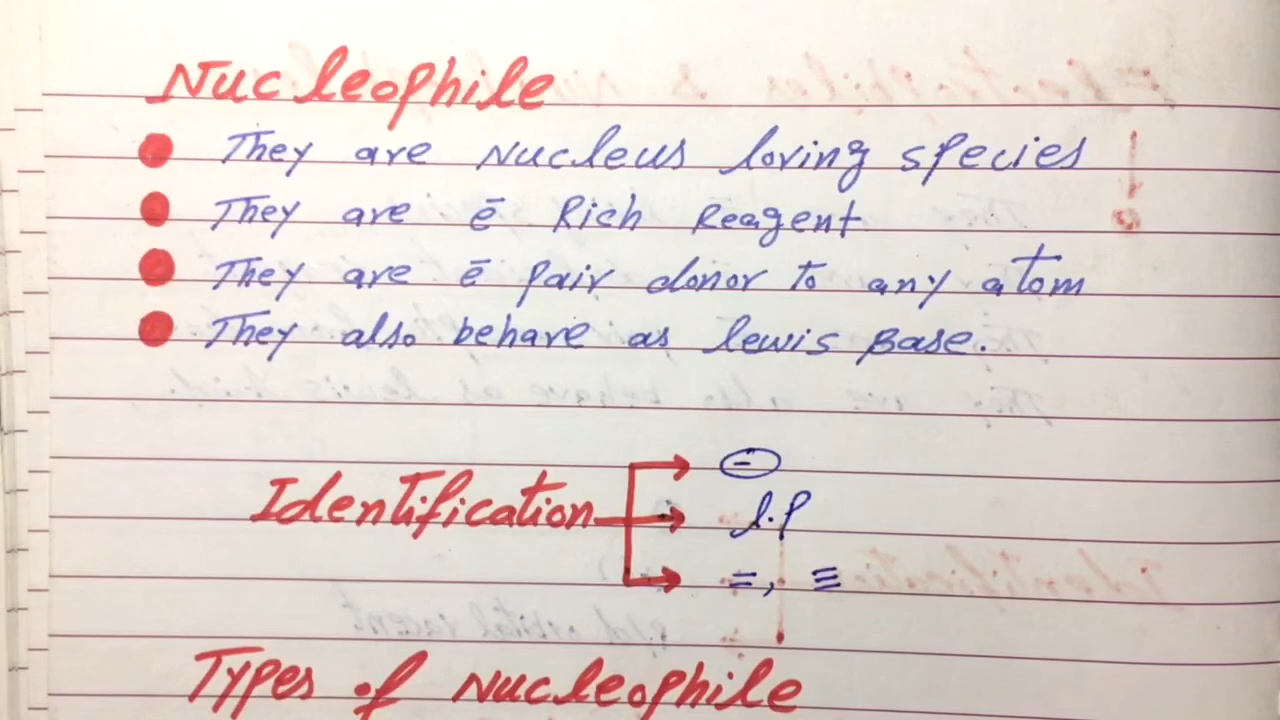 Nucleophile
They are Nucleus loving species
They are ē Rich Reagent
They are ē pair donor to any atom
They also behave as lewis Base.
Identification
⊖
l.p
=, ≡
Types of Nucleophile